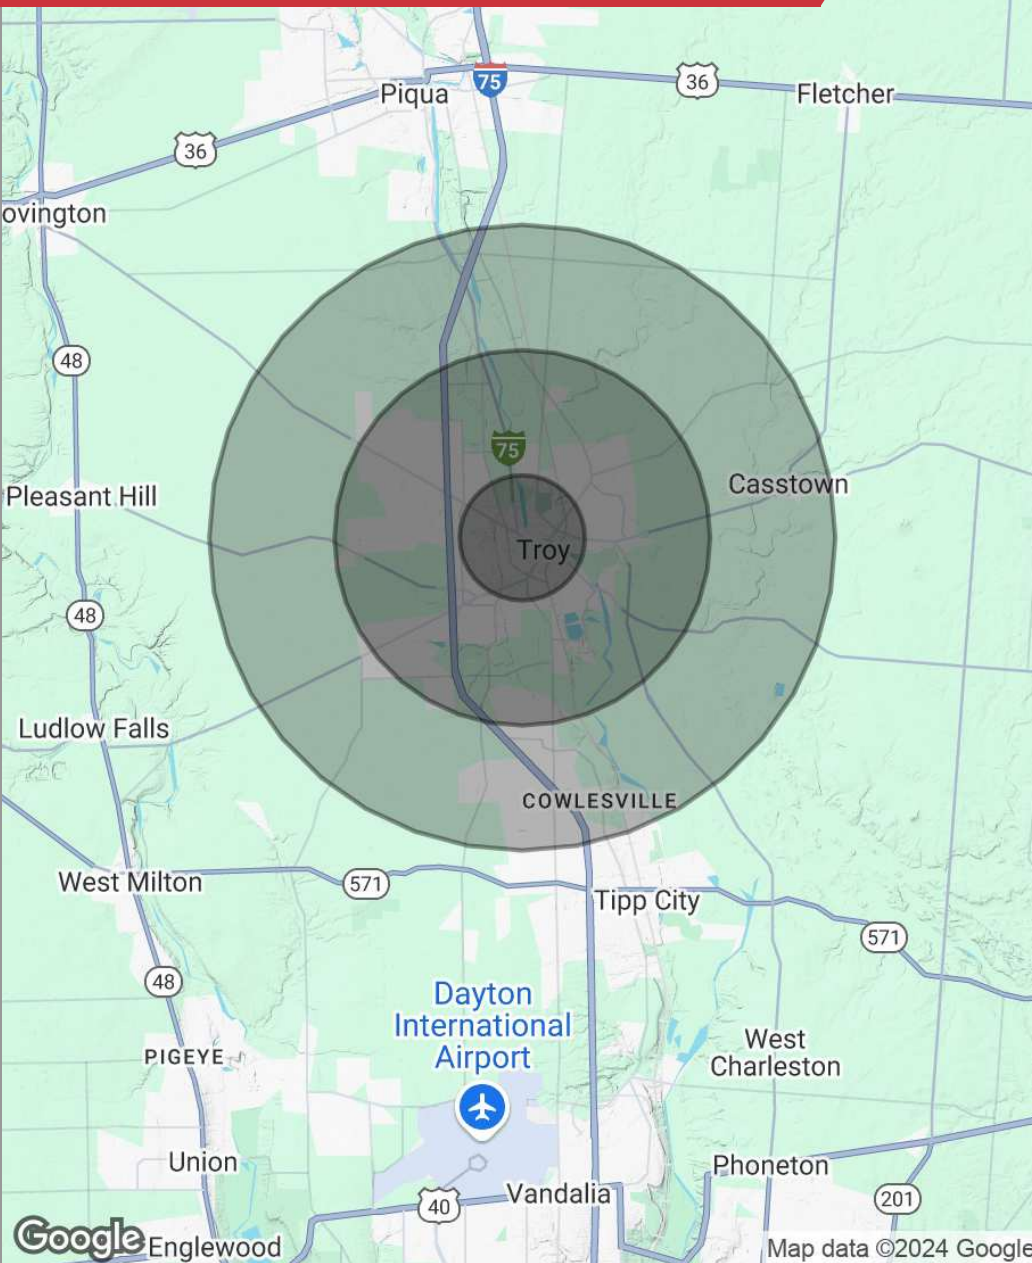 75
36
Piqua
Fletcher
36
ovington
48
75
Casstown
Pleasant Hill
Troy
48
Ludlow Falls
COWLESVILLE
West Milton
571
Tipp City
571
48
Dayton
International
Airport
West
Charleston
PIGEYE
Union
Phoneton
Vandalia
201
40
Google
Englewood
Map data ©2024 Google